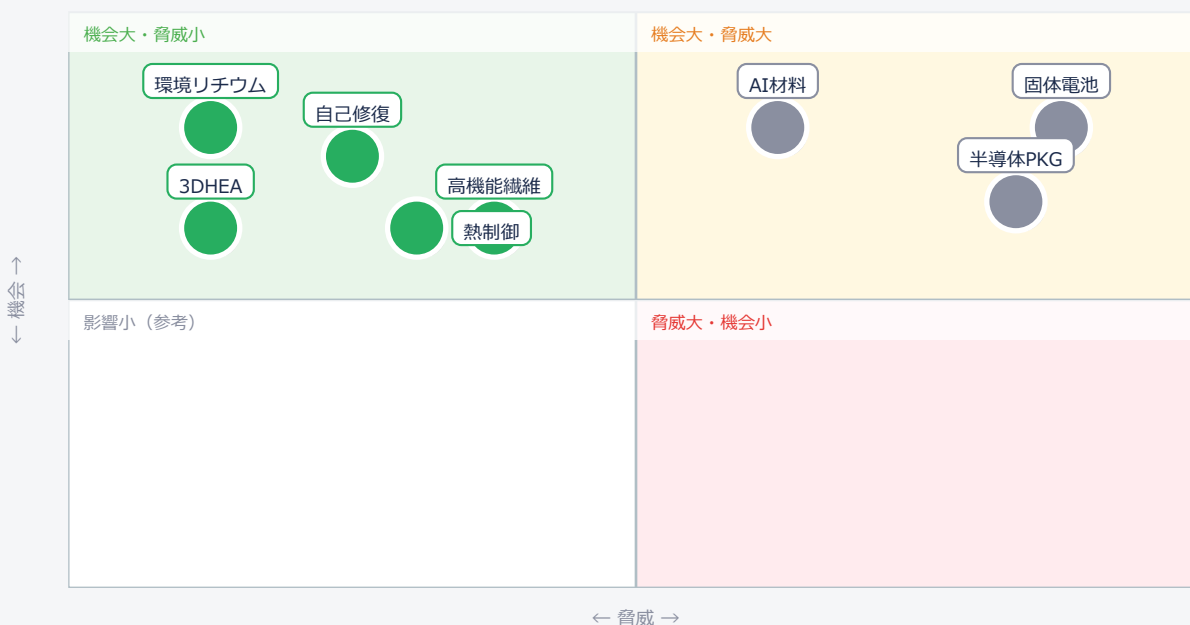 機会大・脅威小
機会大・脅威大
環境リチウム
AI材料
固体電池
自己修復
半導体PKG
3DHEA
高機能繊維
熱制御
← 機会 →
影響小（参考）
脅威大・機会小
← 脅威 →